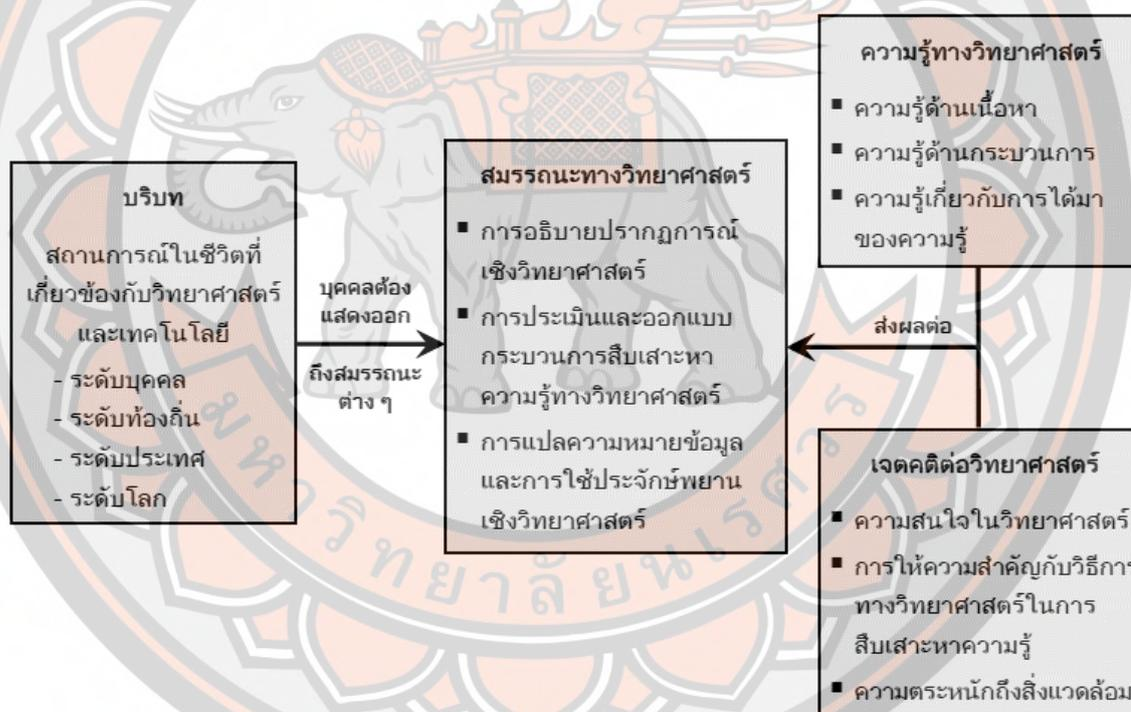 บริบท
สถานการณ์ในชีวิตที่
เกี่ยวข้องกับวิทยาศาสตร์
และเทคโนโลยี
- ระดับบุคคล
- ระดับท้องถิ่น
- ระดับประเทศ
- ระดับโลก
บุคคลต้อง
แสดงออก
ถึงสมรรถนะ
ต่าง ๆ
สมรรถนะทางวิทยาศาสตร์
▪ การอธิบายปรากฏการณ์
เชิงวิทยาศาสตร์
▪ การประเมินและออกแบบ
กระบวนการสืบเสาะหา
ความรู้ทางวิทยาศาสตร์
▪ การแปลความหมายข้อมูล
และการใช้ประจักษ์พยาน
เชิงวิทยาศาสตร์
ส่งผลต่อ
ความรู้ทางวิทยาศาสตร์
▪ ความรู้ด้านเนื้อหา
▪ ความรู้ด้านกระบวนการ
▪ ความรู้เกี่ยวกับการได้มา
ของความรู้
เจตคติต่อวิทยาศาสตร์
▪ ความสนใจในวิทยาศาสตร์
▪ การให้ความสำคัญกับวิธีการ
ทางวิทยาศาสตร์ในการ
สืบเสาะหาความรู้
▪ ความตระหนักถึงสิ่งแวดล้อม
มหาวิทยาลัยนเรศวร